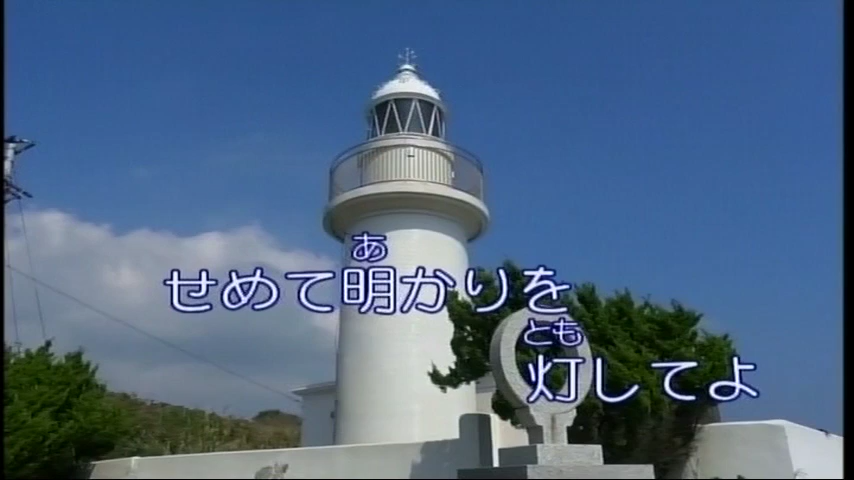 あ
せめて明かりを
とも
灯してよ